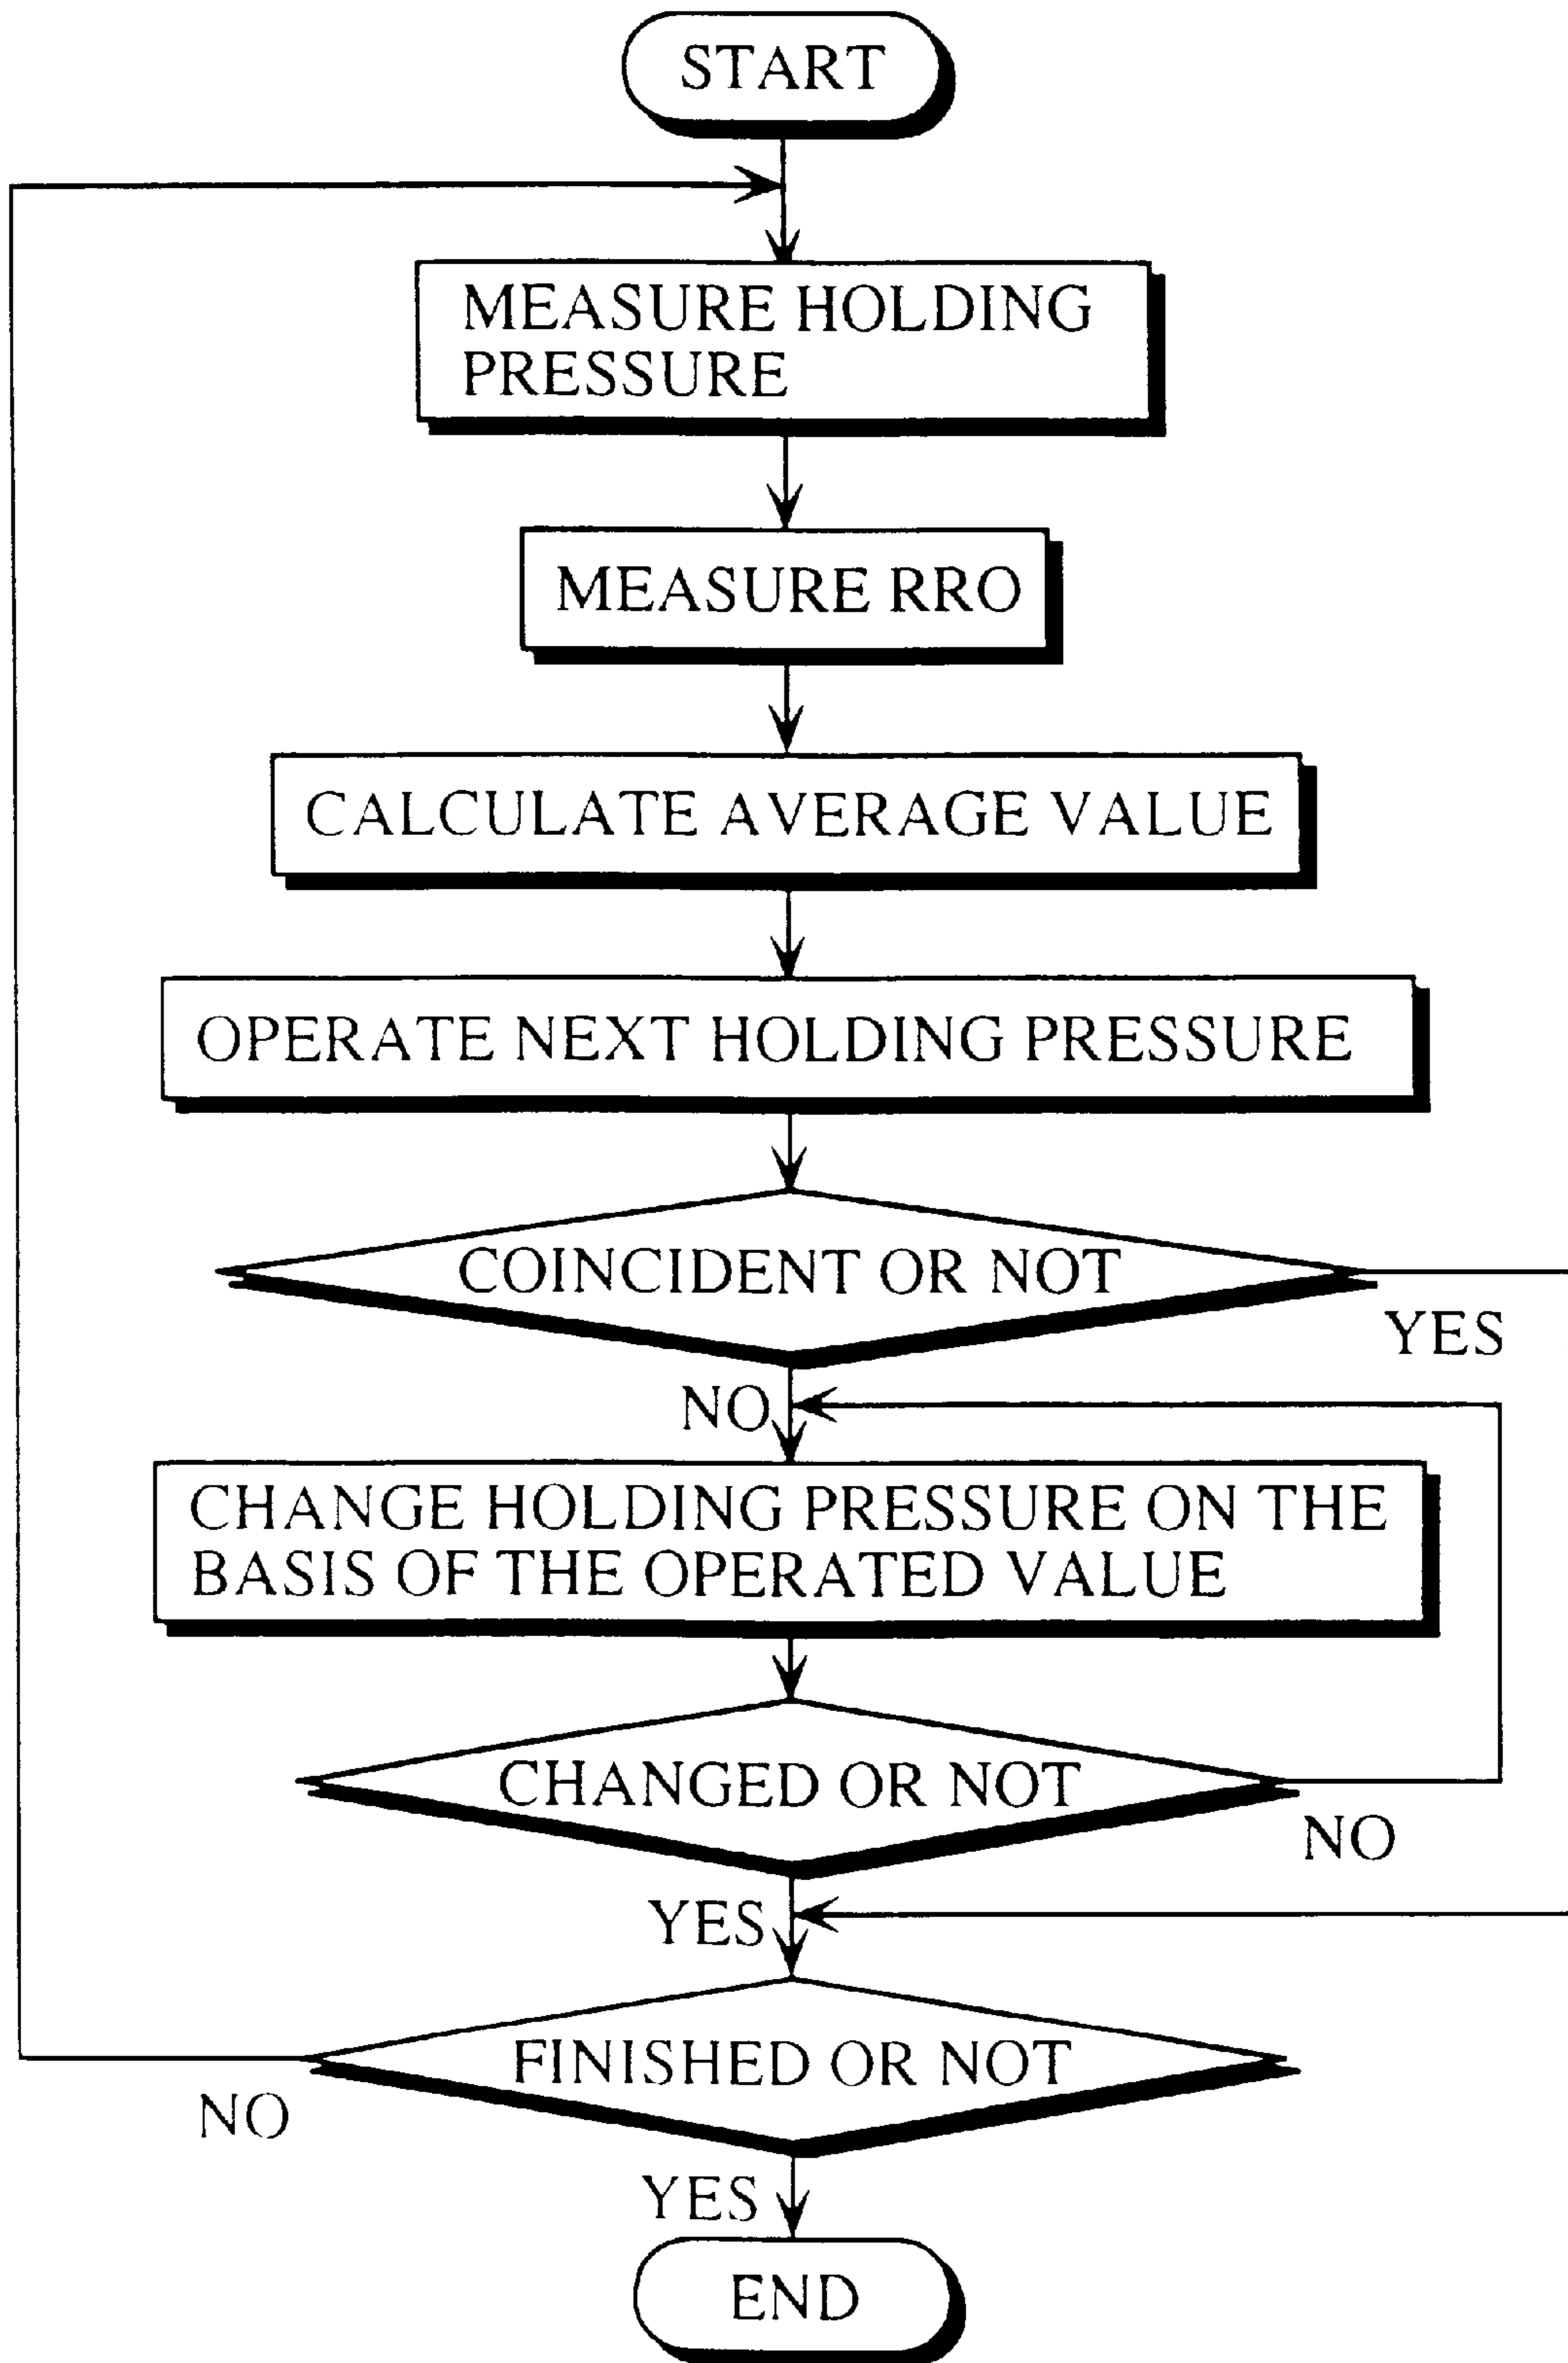 START
MEASURE HOLDING
PRESSURE
MEASURE RRO
CALCULATE AVERAGE VALUE
OPERATE NEXT HOLDING PRESSURE
COINCIDENT OR NOT
YES
NO
CHANGE HOLDING PRESSURE ON THE
BASIS OF THE OPERATED VALUE
CHANGED OR NOT
NO
YES
FINISHED OR NOT
NO
YES
END